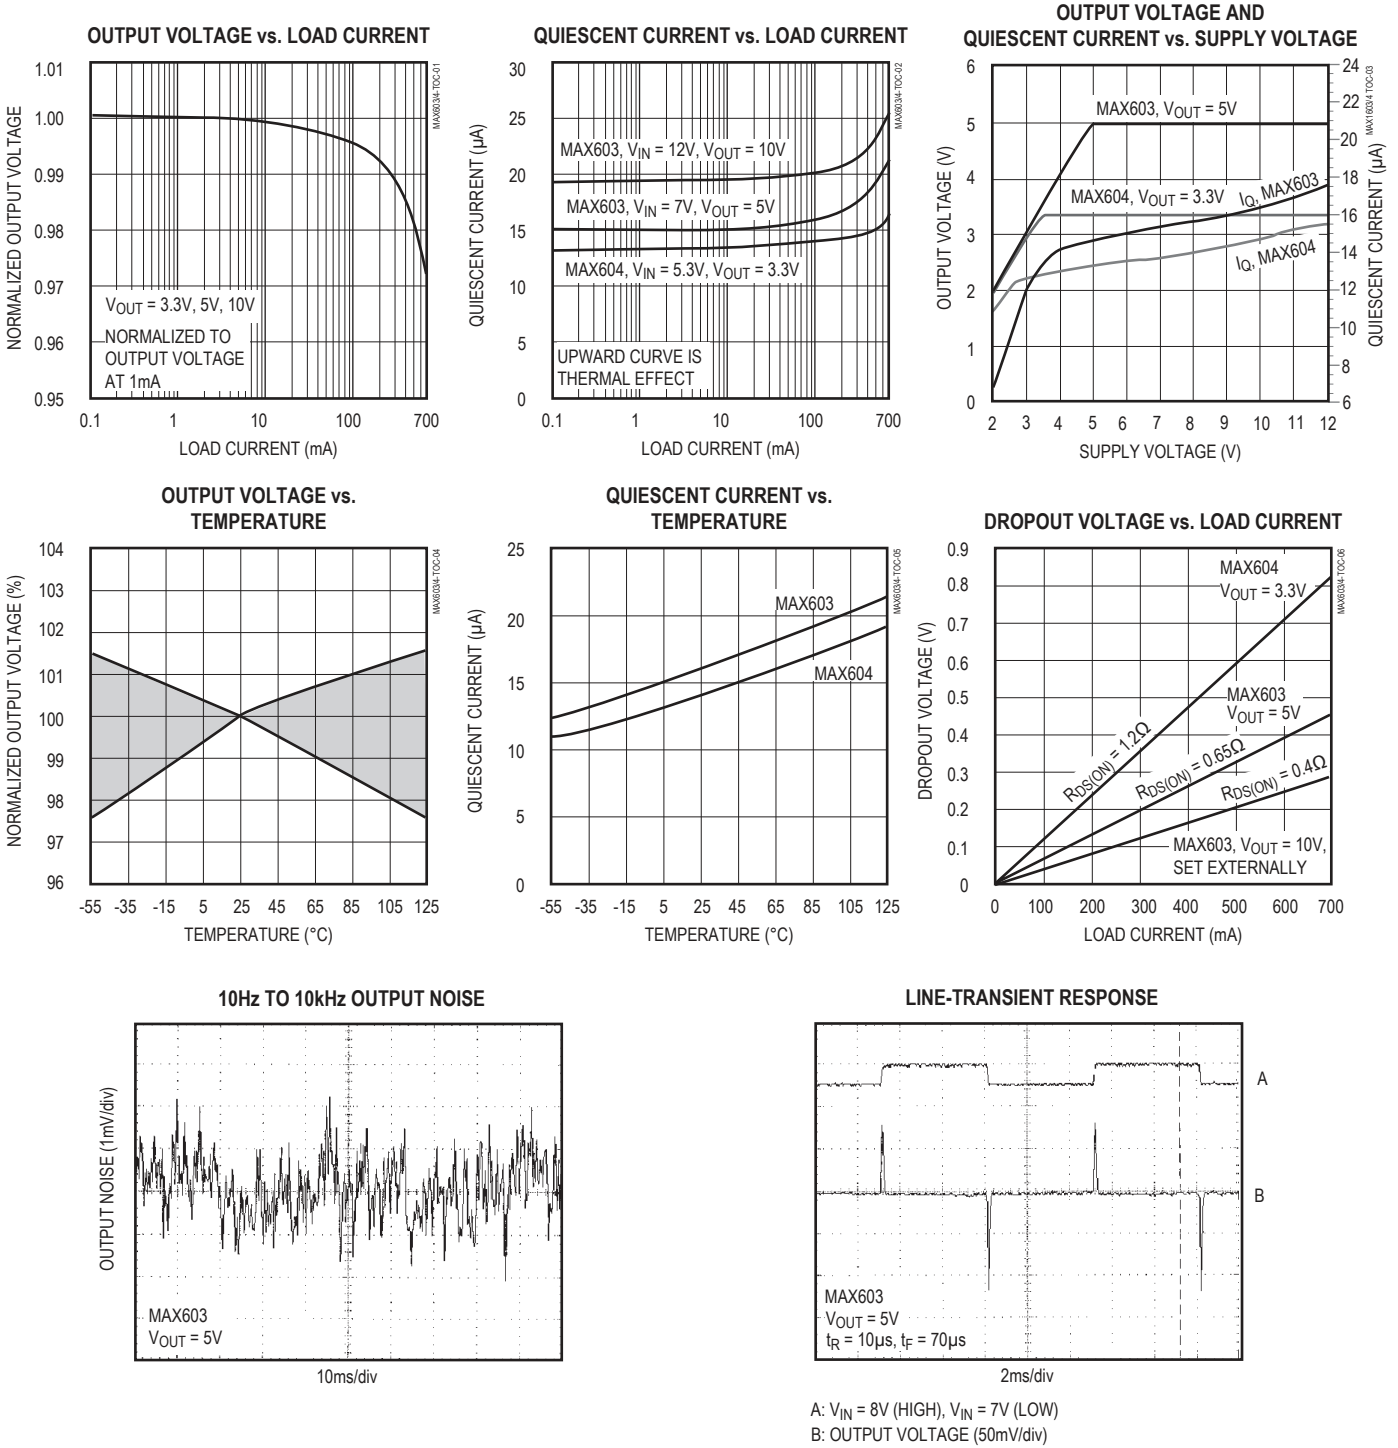 OUTPUT VOLTAGE vs. LOAD CURRENT
1.01
1.00
0.99
0.98
0.97
0.96
0.95
NORMALIZED OUTPUT VOLTAGE
MAX603/4-TOC-01
VOUT = 3.3V, 5V, 10V
NORMALIZED TO
OUTPUT VOLTAGE
AT 1mA
0.1 1 10 100 700
LOAD CURRENT (mA)
QUIESCENT CURRENT vs. LOAD CURRENT
30
25
20
15
10
5
0
QUIESCENT CURRENT (µA)
MAX603/4-TOC-02
MAX603, VIN = 12V, VOUT = 10V
MAX603, VIN = 7V, VOUT = 5V
MAX604, VIN = 5.3V, VOUT = 3.3V
UPWARD CURVE IS
THERMAL EFFECT
0.1 1 10 100 700
LOAD CURRENT (mA)
OUTPUT VOLTAGE AND
QUIESCENT CURRENT vs. SUPPLY VOLTAGE
6
5
4
3
2
1
0
OUTPUT VOLTAGE (V)
MAX603, VOUT = 5V
MAX604, VOUT = 3.3V
IQ, MAX603
IQ, MAX604
24
22
20
18
16
14
12
10
8
6
QUIESCENT CURRENT (µA)
MAX1603/4 TOC-03
2 3 4 5 6 7 8 9 10 11 12
SUPPLY VOLTAGE (V)
OUTPUT VOLTAGE vs.
TEMPERATURE
104
103
102
101
100
99
98
97
96
NORMALIZED OUTPUT VOLTAGE (%)
MAX603/4-TOC-04
-55 -35 -15 5 25 45 65 85 105 125
TEMPERATURE (°C)
QUIESCENT CURRENT vs.
TEMPERATURE
25
20
15
10
5
0
QUIESCENT CURRENT (µA)
MAX603/4-TOC-05
MAX603
MAX604
-55 -35 -15 5 25 45 65 85 105 125
TEMPERATURE (°C)
DROPOUT VOLTAGE vs. LOAD CURRENT
0.9
0.8
0.7
0.6
0.5
0.4
0.3
0.2
0.1
0
DROPOUT VOLTAGE (V)
MAX603/4-TOC-06
MAX604
VOUT = 3.3V
MAX603
VOUT = 5V
RDS(ON) = 1.2Ω
RDS(ON) = 0.65Ω
RDS(ON) = 0.4Ω
MAX603, VOUT = 10V,
SET EXTERNALLY
0 100 200 300 400 500 600 700
LOAD CURRENT (mA)
10Hz TO 10kHz OUTPUT NOISE
OUTPUT NOISE (1mV/div)
MAX603
VOUT = 5V
10ms/div
LINE-TRANSIENT RESPONSE
A
B
MAX603
VOUT = 5V
tR = 10µs, tF = 70µs
2ms/div
A: VIN = 8V (HIGH), VIN = 7V (LOW)
B: OUTPUT VOLTAGE (50mV/div)